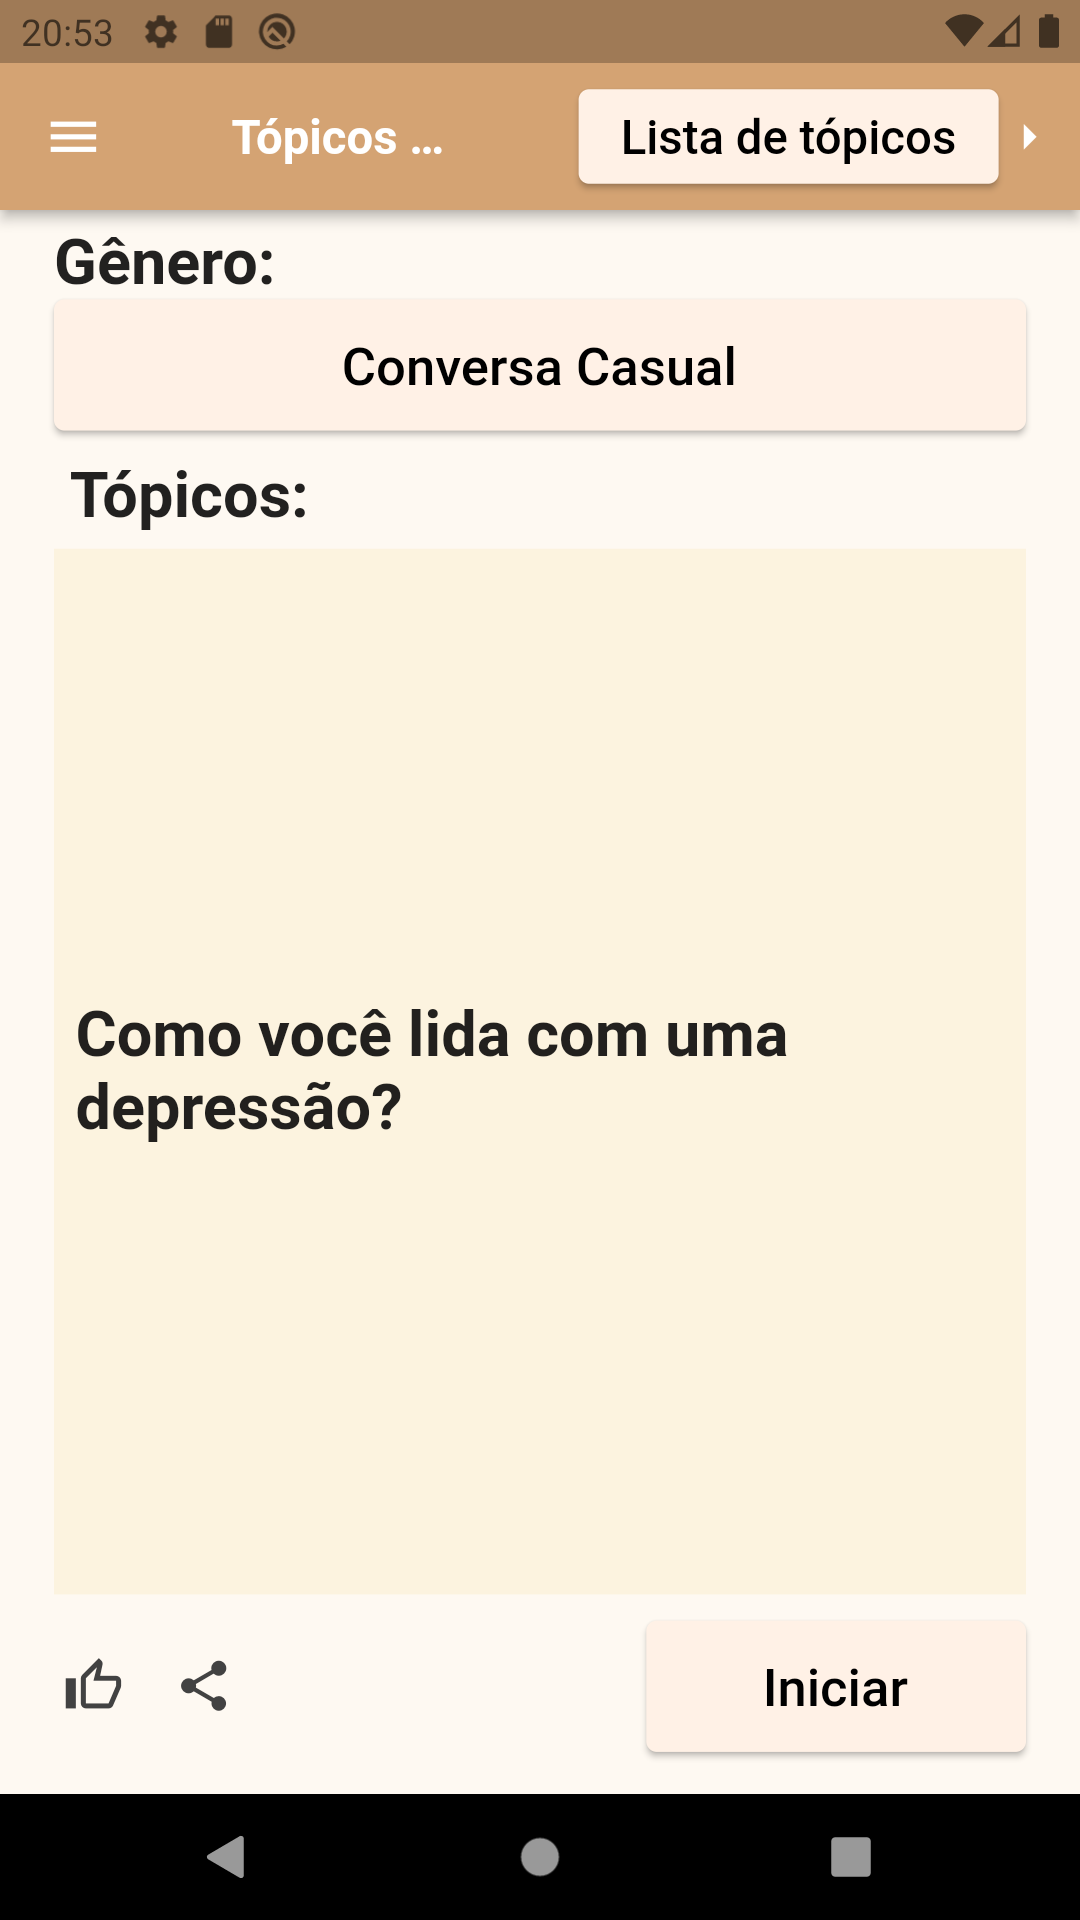 20:53
Tópicos ...
Lista de tópicos
Gênero:
Conversa Casual
Tópicos:
Como você lida com uma
depressão?
Iniciar